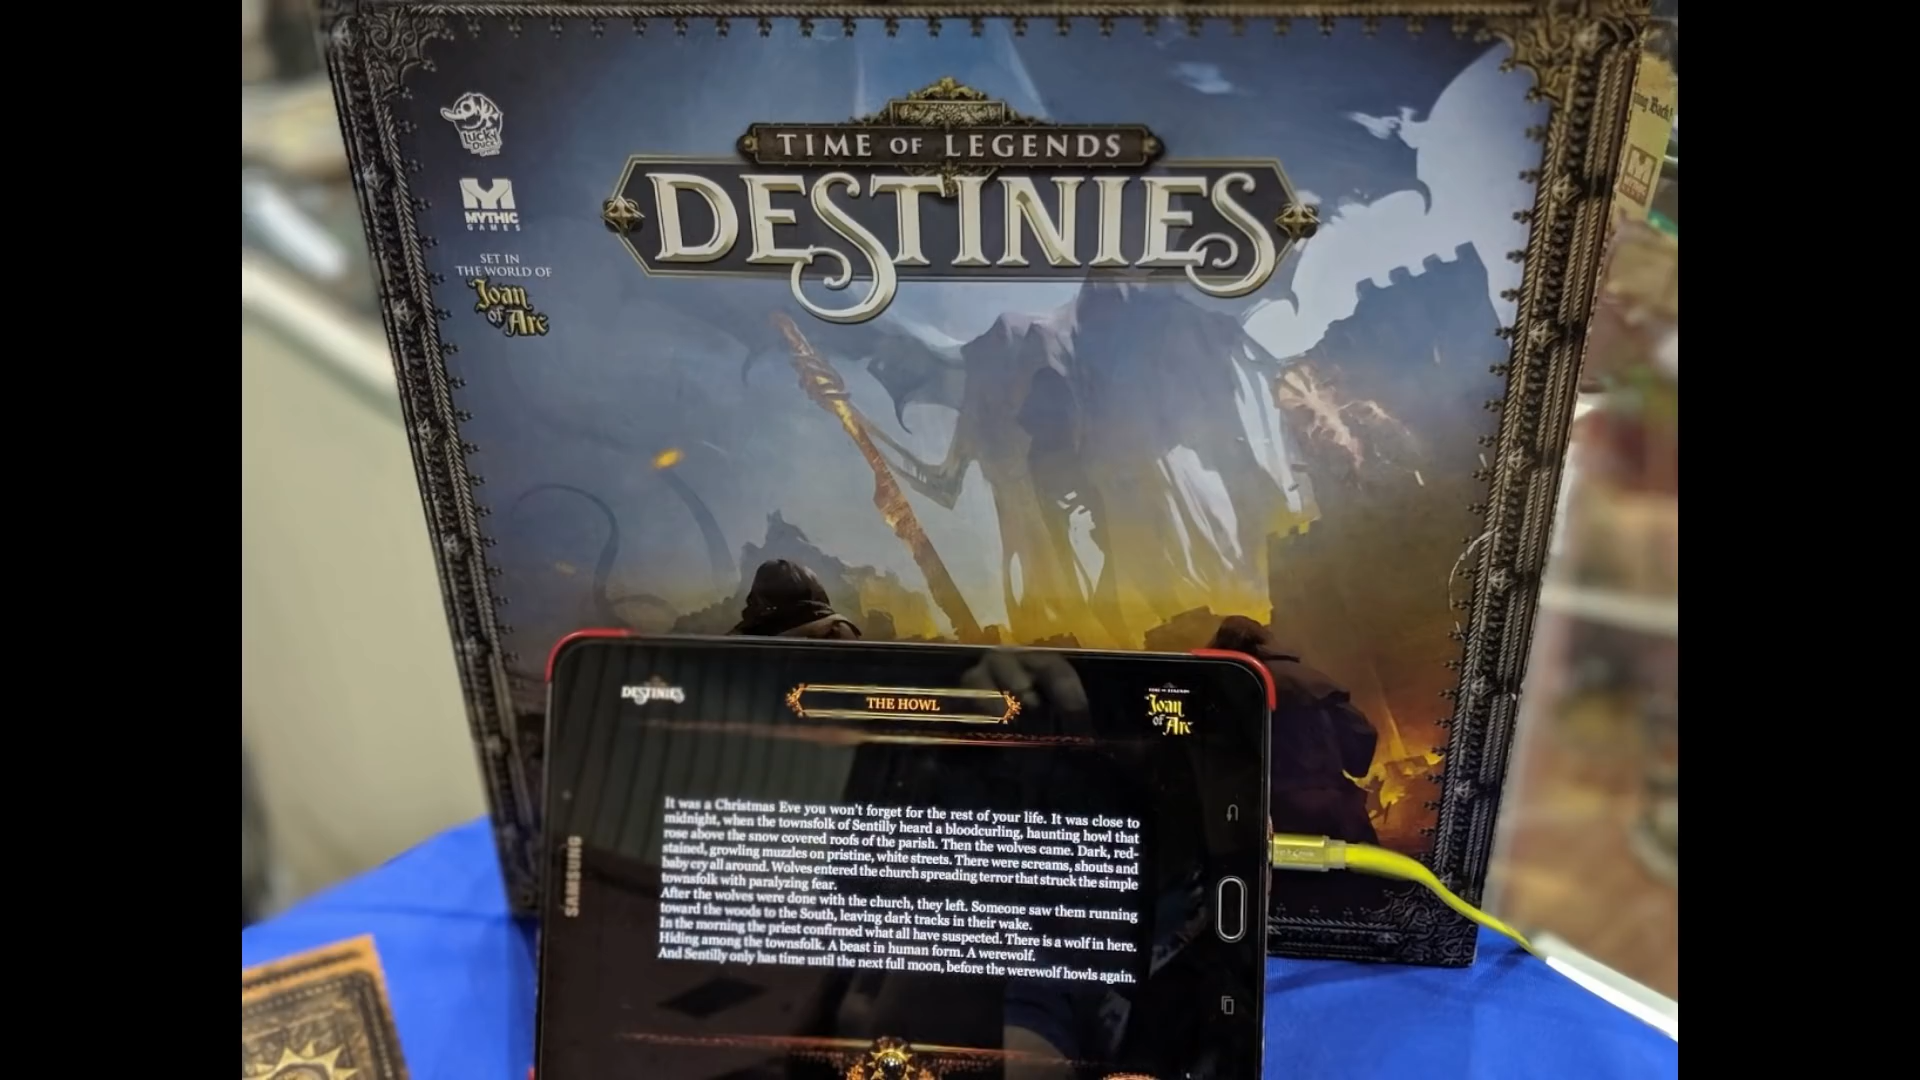 Lucky
Duck
TIME OF LEGENDS
DESTINIES
MYTHIC
GAMES
SET IN
THE WORLD OF
Joan
of Arc
Back!
DESTINIES
THE HOWL
Joan
of Arc
It was a Christmas Eve you won't forget for the rest of your life. It was close to
midnight, when the townsfolk of Sentilly heard a bloodcurling, haunting howl that
rose above the snow covered roofs of the parish. Then the wolves came. Dark, red-
stained, growling muzzles on pristine, white streets. There were screams, shouts and
baby cry all around. Wolves entered the church spreading terror that struck the simple
townsfolk with paralyzing fear.
After the wolves were done with the church, they left. Someone saw them running
toward the woods to the South, leaving dark tracks in their wake.
In the morning the priest confirmed what all have suspected. There is a wolf in here.
Hiding among the townsfolk. A beast in human form. A werewolf.
And Sentilly only has time until the next full moon, before the werewolf howls again.
SAMSUNG